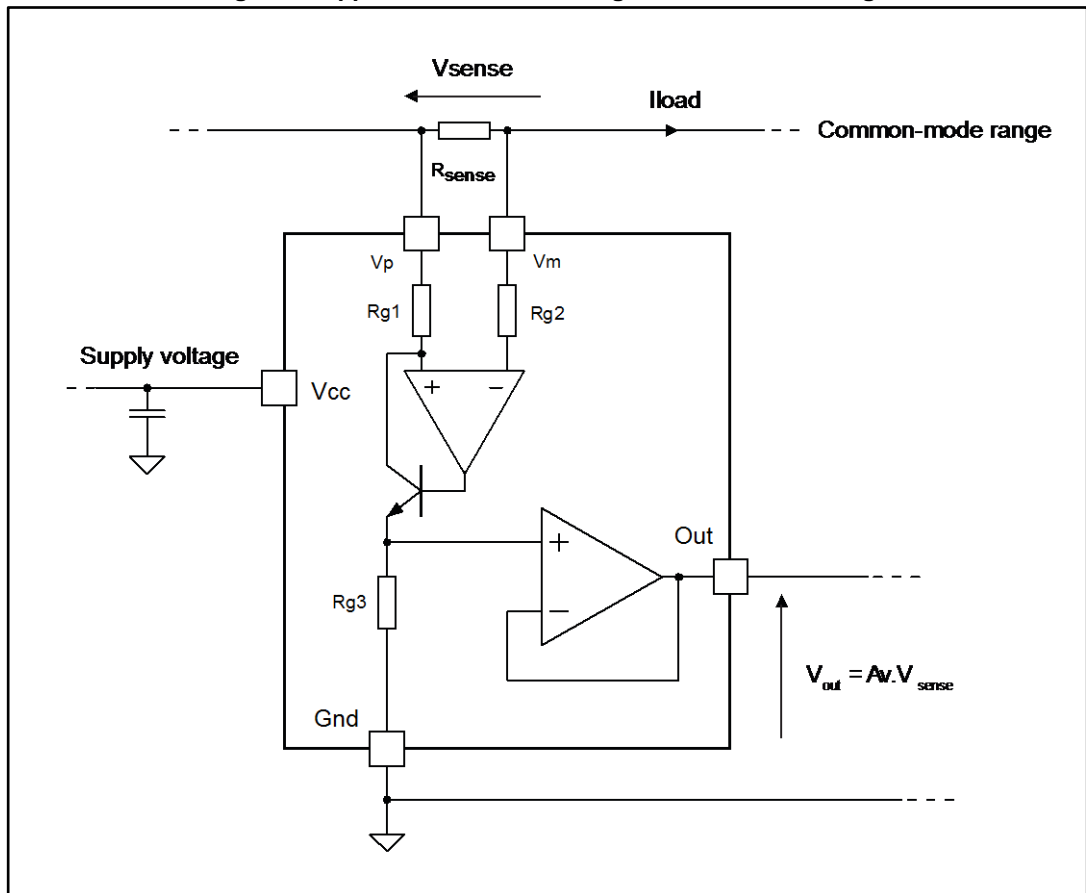 Vsense
Iload
Common-mode range
Rsense
Vp
Vm
Rg1
Rg2
Supply voltage
Vcc
+
−
Out
+
Rg3
−
Vout = Av.Vsense
Gnd